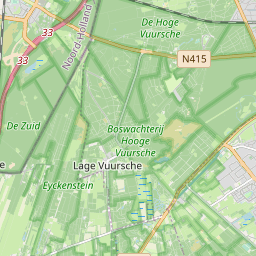 De Hoge
Vuursche
33
Noord-Holland
N415
33
De Zuid
Boswachterij
Hooge
Vuursche
Lage Vuursche
Eyckenstein